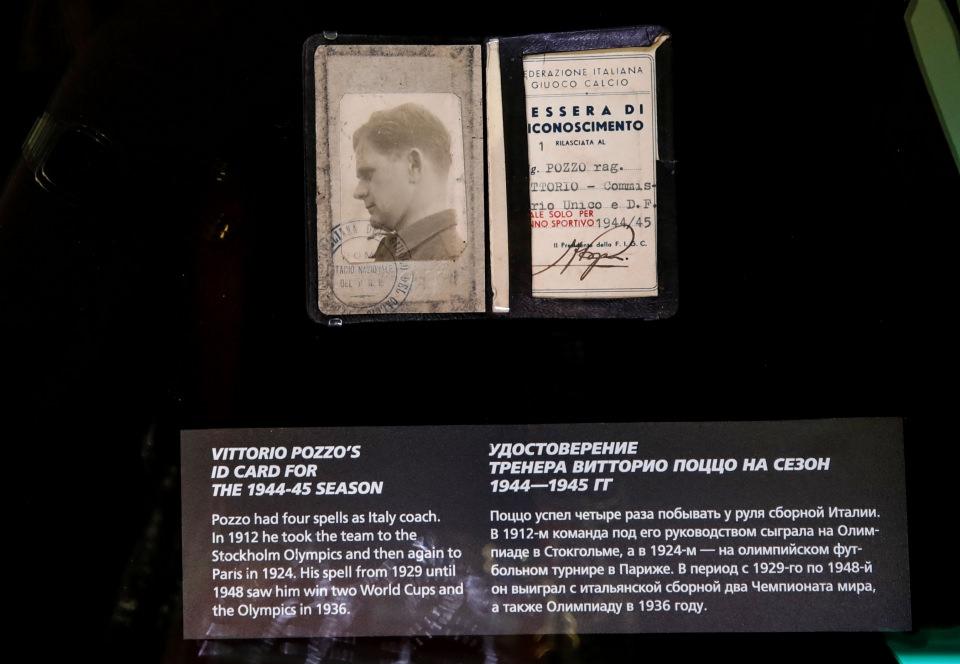 EDERAZIONE ITALIANA
GIUOCO CALCIO
ESSERA DI
ICONOSCIMENTO
1 RILASCIATA AL
g. POZZO rag.
TTORIO - Commis-
rio Unico e D.F.
ALE SOLO PER
NNO SPORTIVO 1944/45
Il Presidente della F.I.G.C.
VITTORIO POZZO'S
ID CARD FOR
THE 1944-45 SEASON
Pozzo had four spells as Italy coach.
In 1912 he took the team to the
Stockholm Olympics and then again to
Paris in 1924. His spell from 1929 until
1948 saw him win two World Cups and
the Olympics in 1936.
УДОСТОВЕРЕНИЕ
ТРЕНЕРА ВИТТОРИО ПОЦЦО НА СЕЗОН
1944—1945 ГГ
Поццо успел четыре раза побывать у руля сборной Италии.
В 1912-м команда под его руководством сыграла на Олим-
пиаде в Стокгольме, а в 1924-м — на олимпийском фут-
больном турнире в Париже. В период с 1929-го по 1948-й
он выиграл с итальянской сборной два Чемпионата мира,
а также Олимпиаду в 1936 году.